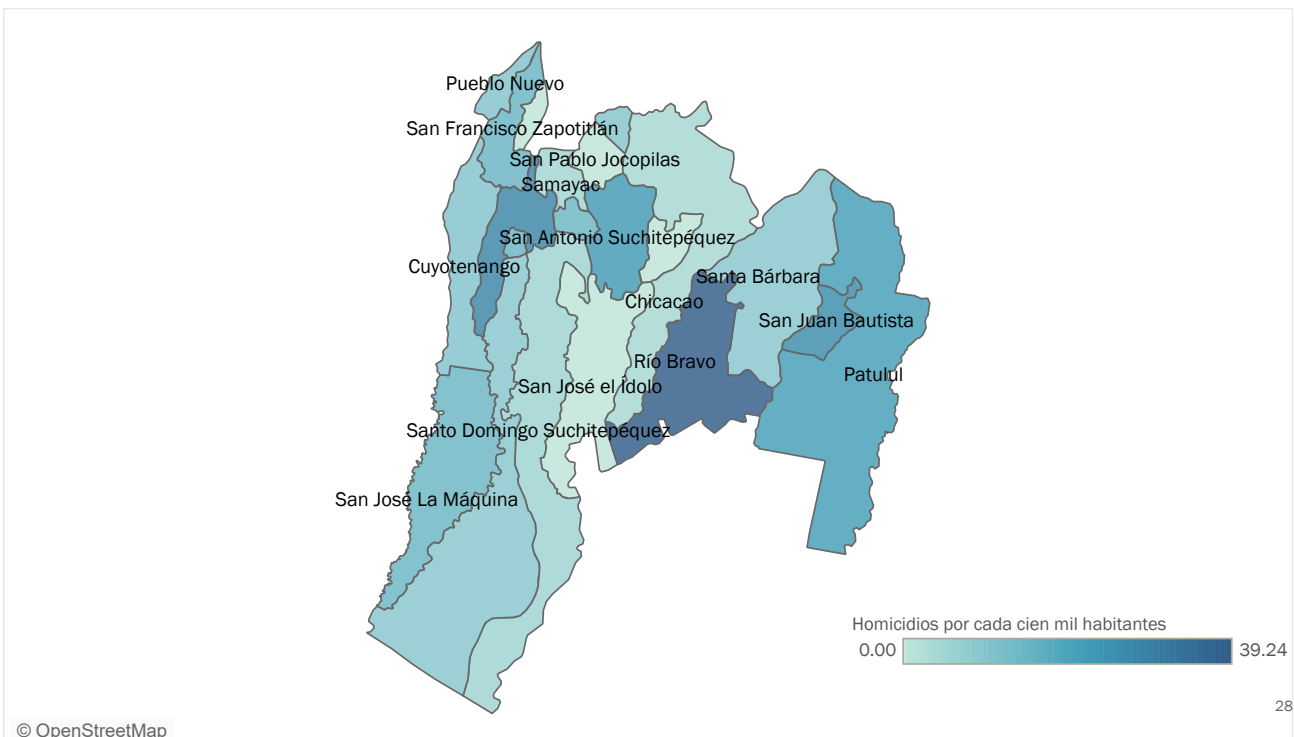 Pueblo Nuevo
San Francisco Zapotitlán
San Pablo Jocopilas
Samayac
San Antonio Suchitepéquez
Cuyotenango
Santa Bárbara
Chicacao
San Juan Bautista
Río Bravo
Patulul
San José el Ídolo
Santo Domingo Suchitepéquez
San José La Máquina
Homicidios por cada cien mil habitantes
0.00 39.24
28
© OpenStreetMap